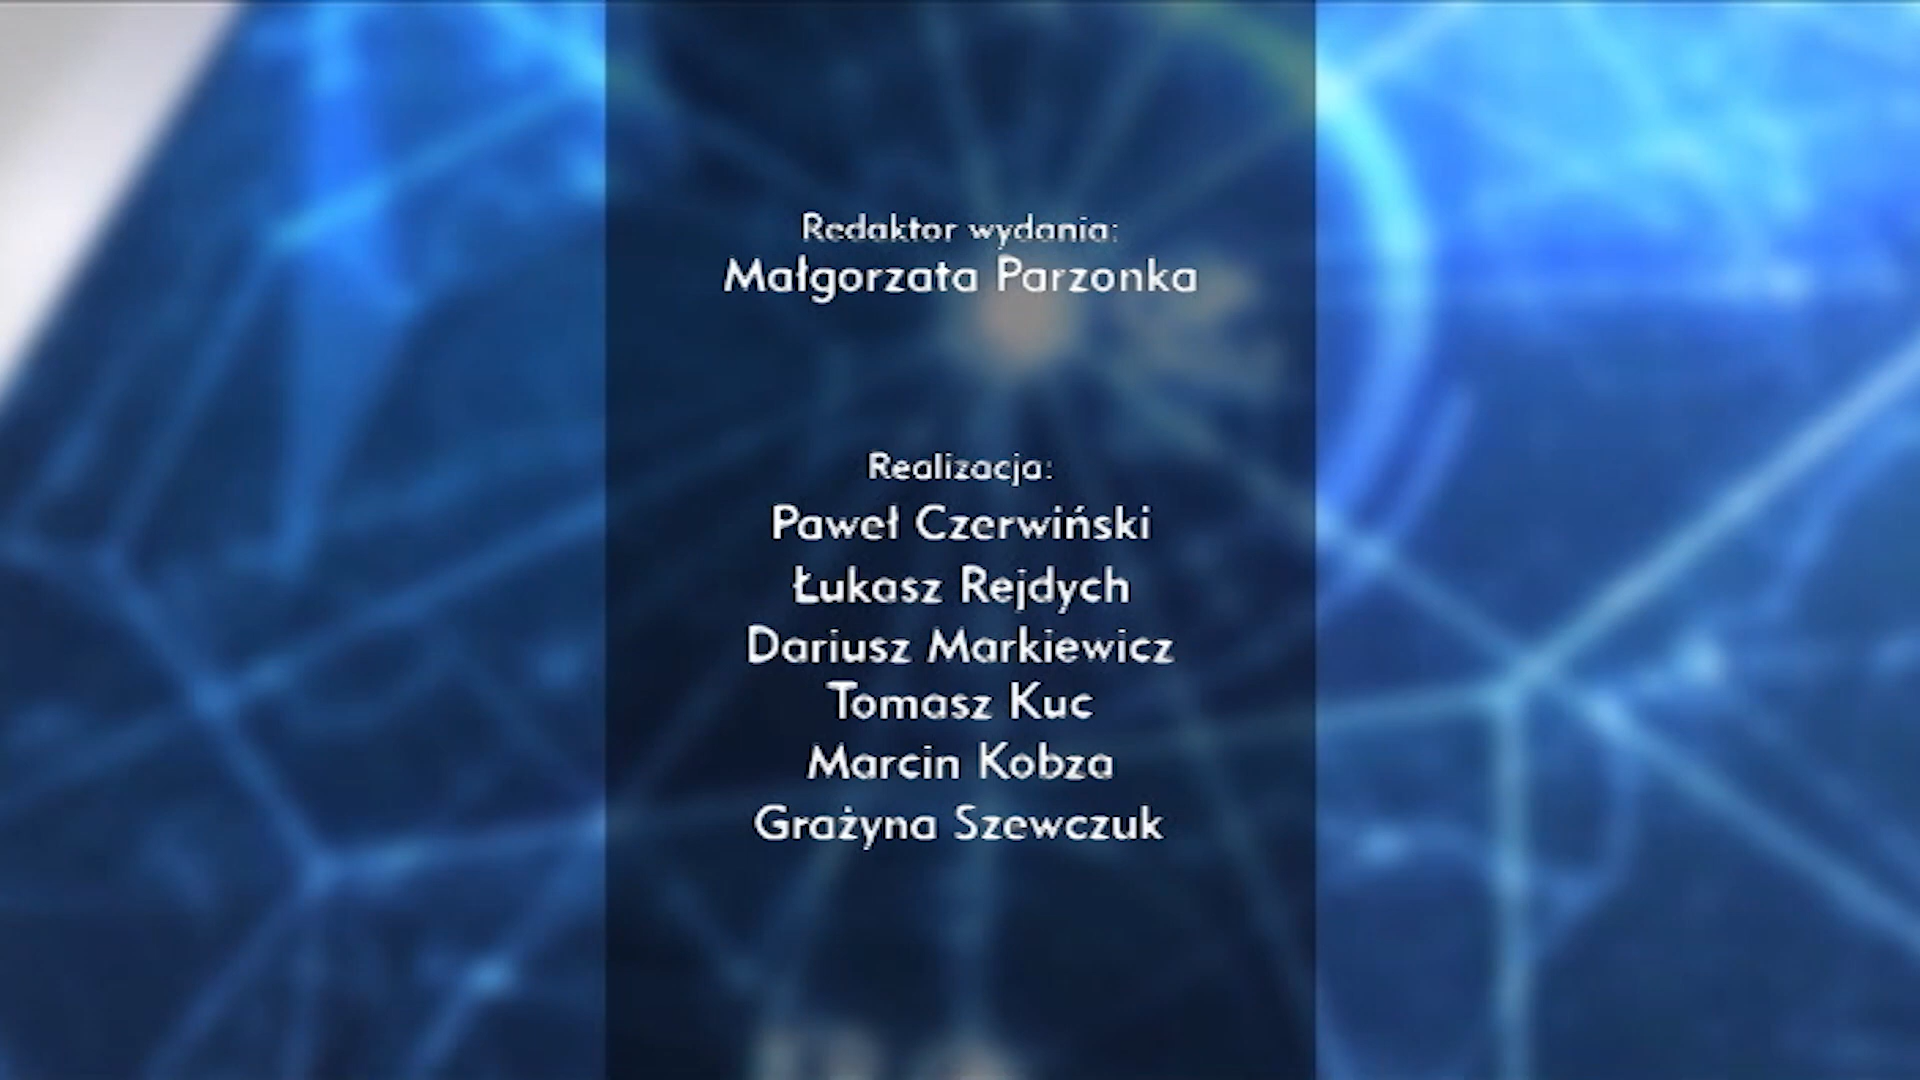 Redaktor wydania:
Małgorzata Parzonka
Realizacja:
Paweł Czerwiński
Łukasz Rejdych
Dariusz Markiewicz
Tomasz Kuc
Marcin Kobza
Grażyna Szewczuk